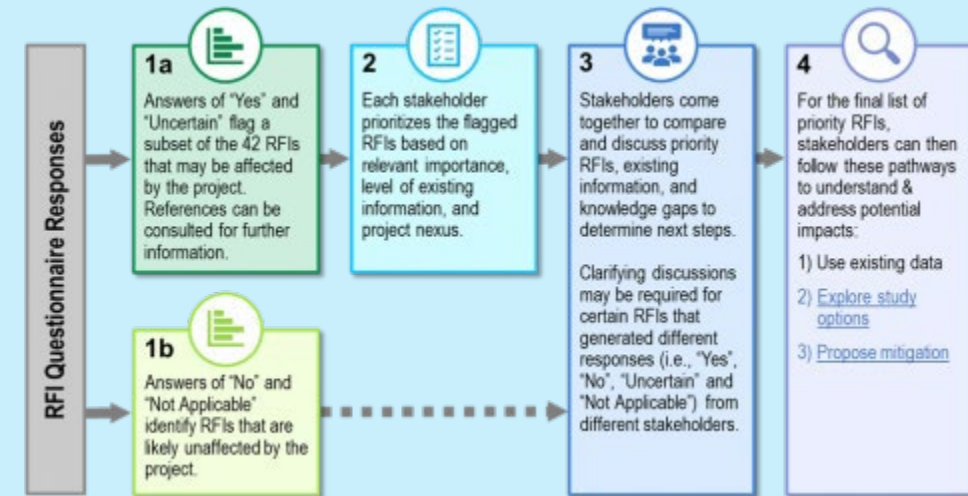 RFI Questionnaire Responses
1a
Answers of "Yes" and
"Uncertain" flag a
subset of the 42 RFIs
that may be affected
by the project.
References can be
consulted for further
information.
1b
Answers of "No" and
"Not Applicable"
identify RFIs that are
likely unaffected by the
project.
2
Each stakeholder
prioritizes the flagged
RFIs based on
relevant importance,
level of existing
information, and
project nexus.
3
Stakeholders come
together to compare
and discuss priority
RFIs, existing
information, and
knowledge gaps to
determine next steps.
Clarifying discussions
may be required for
certain RFIs that
generated different
responses (i.e., "Yes",
"No", "Uncertain" and
"Not Applicable") from
different stakeholders.
4
For the final list of
priority RFIs,
stakeholders can then
follow these pathways
to understand &
address potential
impacts:
1) Use existing data
2) Explore study
options
3) Propose mitigation